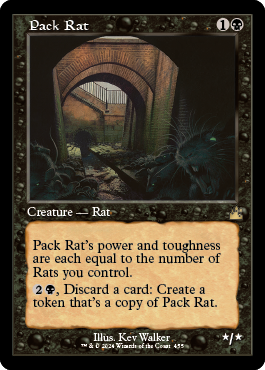 Pack Rat 1
Creature — Rat
Pack Rat's power and toughness
are each equal to the number of
Rats you control.
2, Discard a card: Create a
token that's a copy of Pack Rat.
Illus. Kev Walker
™ & © 2024 Wizards of the Coast 455
*/*